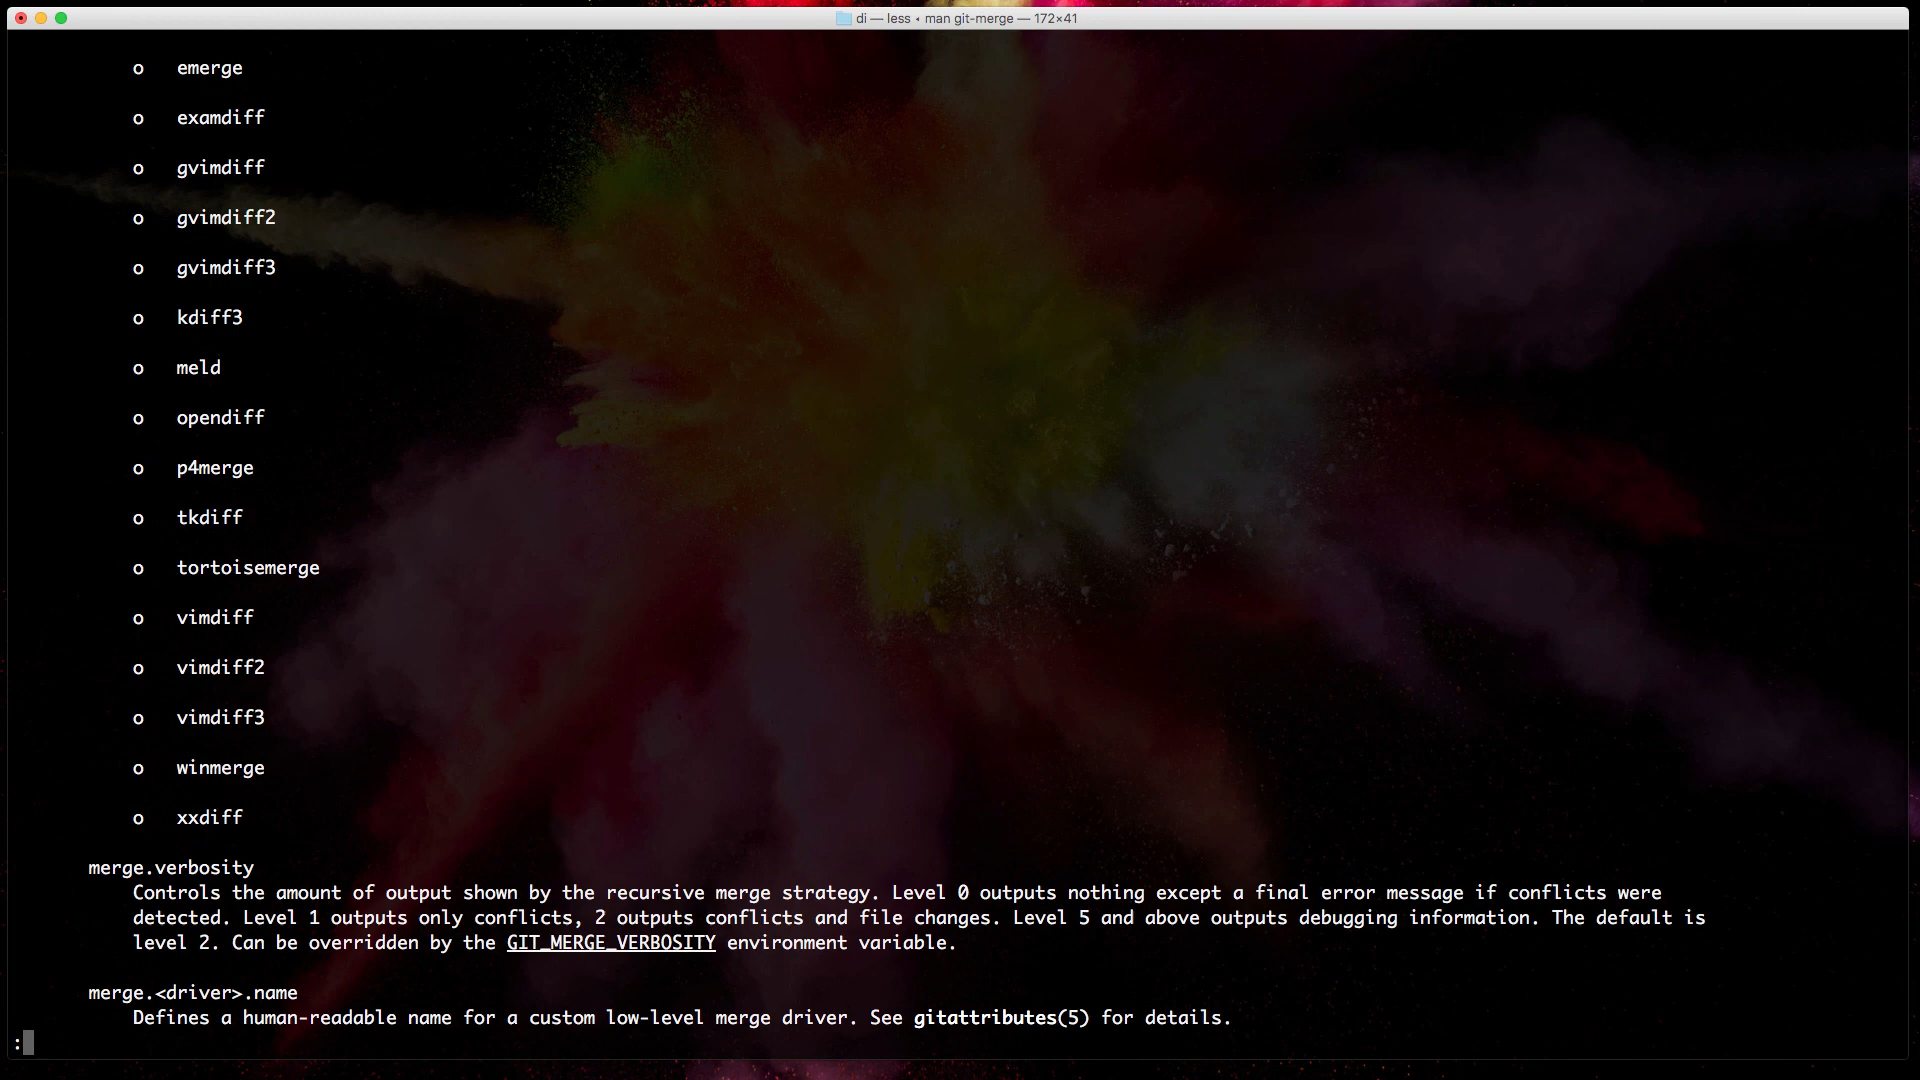 di — less ◂ man git-merge — 172×41
o   emerge
o   examdiff
o   gvimdiff
o   gvimdiff2
o   gvimdiff3
o   kdiff3
o   meld
o   opendiff
o   p4merge
o   tkdiff
o   tortoisemerge
o   vimdiff
o   vimdiff2
o   vimdiff3
o   winmerge
o   xxdiff
merge.verbosity
Controls the amount of output shown by the recursive merge strategy. Level 0 outputs nothing except a final error message if conflicts were
detected. Level 1 outputs only conflicts, 2 outputs conflicts and file changes. Level 5 and above outputs debugging information. The default is
level 2. Can be overridden by the GIT_MERGE_VERBOSITY environment variable.
merge.<driver>.name
Defines a human-readable name for a custom low-level merge driver. See gitattributes(5) for details.
: